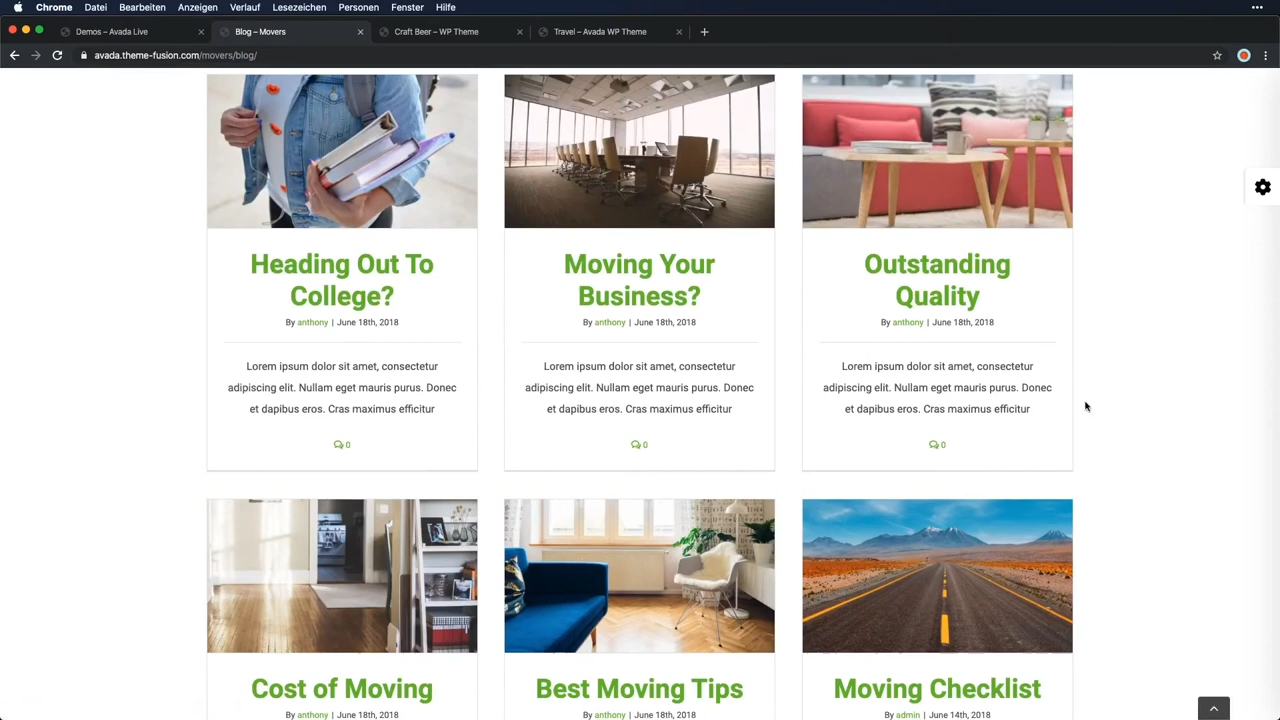 Chrome Datei Bearbeiten Anzeigen Verlauf Lesezeichen Personen Fenster Hilfe
Demos – Avada Live
Blog – Movers
Craft Beer – WP Theme
Travel – Avada WP Theme
avada.theme-fusion.com/movers/blog/
Heading Out To
College?
By anthony | June 18th, 2018
Lorem ipsum dolor sit amet, consectetur
adipiscing elit. Nullam eget mauris purus. Donec
et dapibus eros. Cras maximus efficitur
0
Moving Your
Business?
By anthony | June 18th, 2018
Lorem ipsum dolor sit amet, consectetur
adipiscing elit. Nullam eget mauris purus. Donec
et dapibus eros. Cras maximus efficitur
0
Outstanding
Quality
By anthony | June 18th, 2018
Lorem ipsum dolor sit amet, consectetur
adipiscing elit. Nullam eget mauris purus. Donec
et dapibus eros. Cras maximus efficitur
0
Cost of Moving
By anthony | June 18th, 2018
Best Moving Tips
By anthony | June 18th, 2018
Moving Checklist
By admin | June 14th, 2018